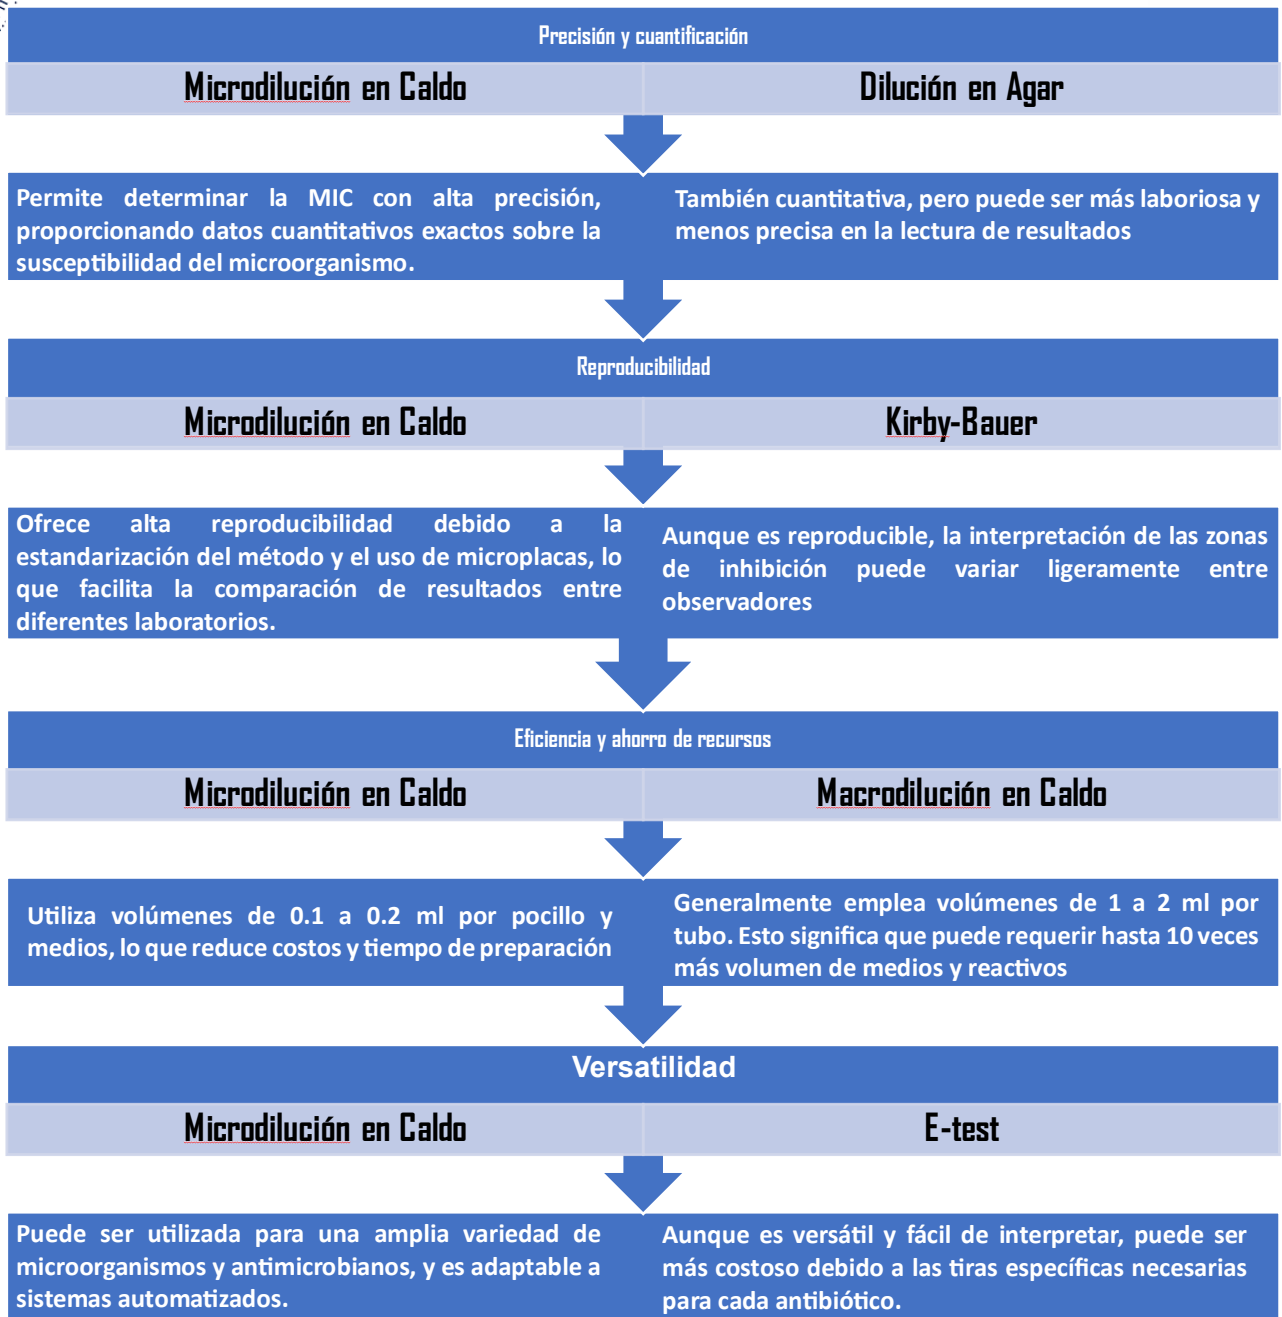 Precisión y cuantificación
Microdilución en Caldo
Dilución en Agar
Permite determinar la MIC con alta precisión,
proporcionando datos cuantitativos exactos sobre la
susceptibilidad del microorganismo.
También cuantitativa, pero puede ser más laboriosa y
menos precisa en la lectura de resultados
Reproducibilidad
Microdilución en Caldo
Kirby-Bauer
Ofrece alta reproducibilidad debido a la
estandarización del método y el uso de microplacas, lo
que facilita la comparación de resultados entre
diferentes laboratorios.
Aunque es reproducible, la interpretación de las zonas
de inhibición puede variar ligeramente entre
observadores
Eficiencia y ahorro de recursos
Microdilución en Caldo
Macrodilución en Caldo
Utiliza volúmenes de 0.1 a 0.2 ml por pocillo y
medios, lo que reduce costos y tiempo de preparación
Generalmente emplea volúmenes de 1 a 2 ml por
tubo. Esto significa que puede requerir hasta 10 veces
más volumen de medios y reactivos
Versatilidad
Microdilución en Caldo
E-test
Puede ser utilizada para una amplia variedad de
microorganismos y antimicrobianos, y es adaptable a
sistemas automatizados.
Aunque es versátil y fácil de interpretar, puede ser
más costoso debido a las tiras específicas necesarias
para cada antibiótico.